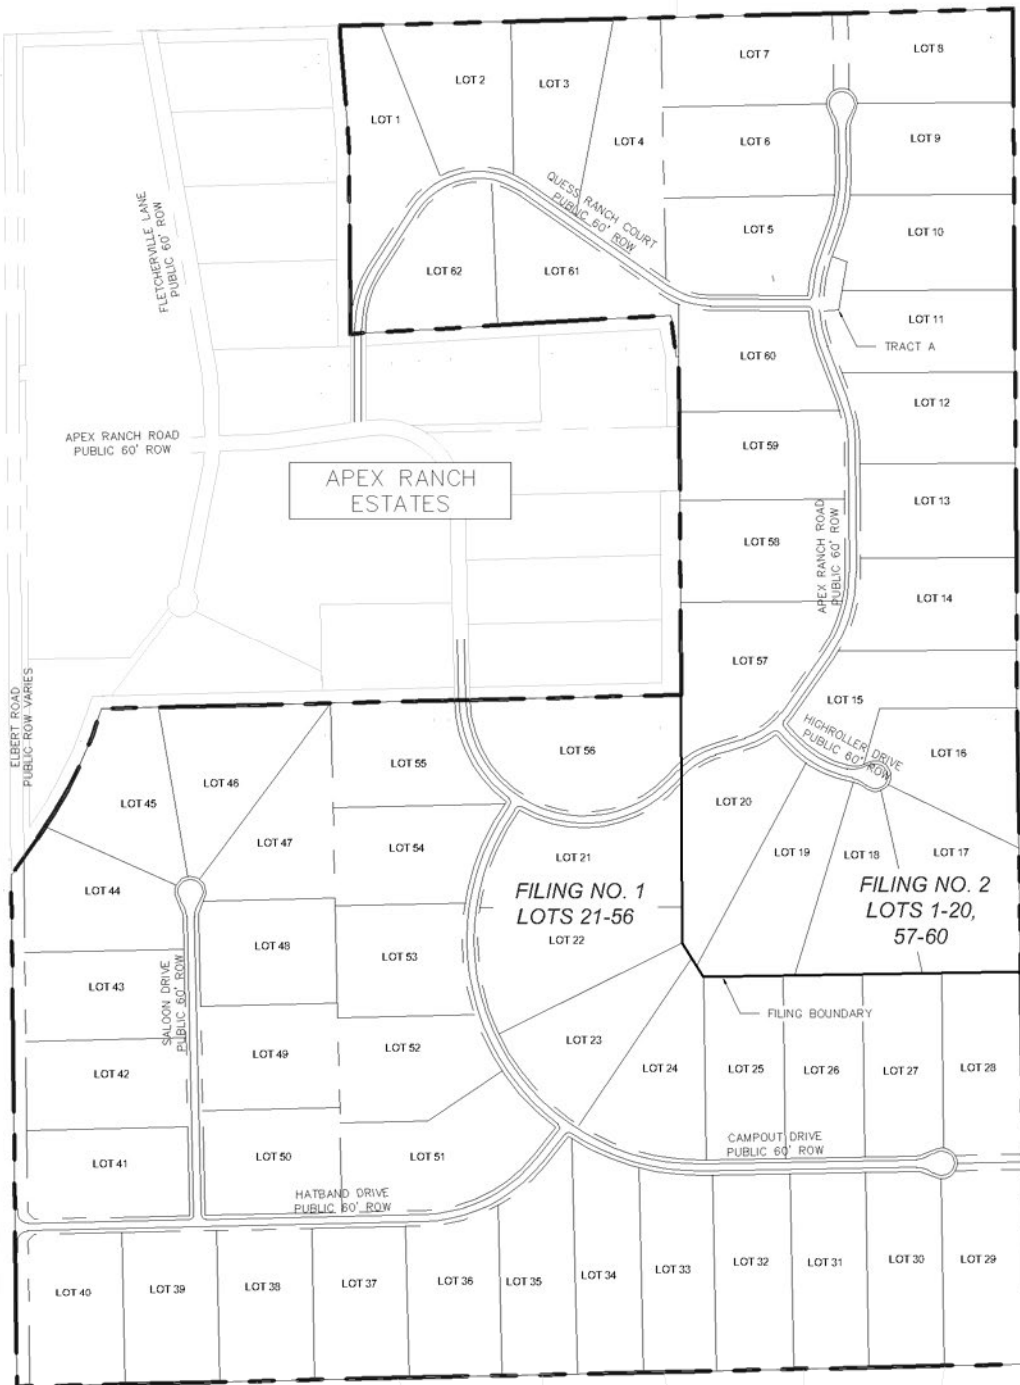 LOT 1
LOT 2
LOT 3
LOT 4
LOT 7
LOT 8
LOT 6
LOT 9
QUESS RANCH COURT
PUBLIC 60' ROW
FLETCHERVILLE LANE
PUBLIC 60' ROW
LOT 5
LOT 10
LOT 62
LOT 61
LOT 11
TRACT A
LOT 60
LOT 12
APEX RANCH ROAD
PUBLIC 60' ROW
LOT 59
APEX RANCH
ESTATES
LOT 13
LOT 58
APEX RANCH ROAD
PUBLIC 60' ROW
LOT 14
LOT 57
LOT 15
ELBERT ROAD
PUBLIC ROW VARIES
HIGHROLLER DRIVE
PUBLIC 60' ROW
LOT 16
LOT 56
LOT 55
LOT 46
LOT 45
LOT 20
LOT 47
LOT 54
LOT 21
LOT 19
LOT 18
LOT 17
LOT 44
FILING NO. 1
LOTS 21-56
FILING NO. 2
LOTS 1-20,
57-60
LOT 22
LOT 48
LOT 53
LOT 43
SALOON DRIVE
PUBLIC 60' ROW
FILING BOUNDARY
LOT 23
LOT 52
LOT 49
LOT 42
LOT 24
LOT 25
LOT 26
LOT 27
LOT 28
CAMPOUT DRIVE
PUBLIC 60' ROW
LOT 41
LOT 50
LOT 51
HATBAND DRIVE
PUBLIC 60' ROW
LOT 40
LOT 39
LOT 38
LOT 37
LOT 36
LOT 35
LOT 34
LOT 33
LOT 32
LOT 31
LOT 30
LOT 29